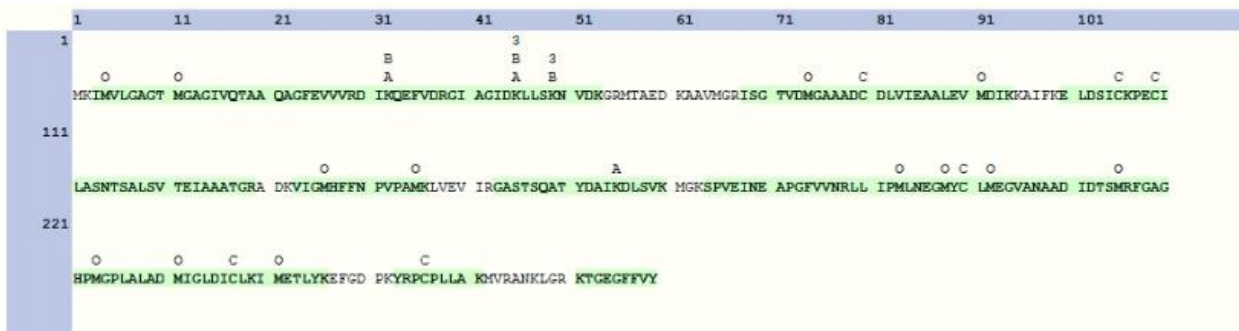 1 11 21 31 41 51 61 71 81 91 101
1
3
B B 3
O O A A B O C O C C
MKIMVLGAGT MGAGIVQTAA QAGFEVVVRD IKQEFVDRGI AGIDKLLSKN VDKGRMTAED KAAVMGRISG TVDMGAAADC DLVIEAALEV MDIKKAIFKE LDSICKPECI
111
O O A O O C O O
LASNTSALSV TEIAAATGRA DKVIGMHFFN PVPAMKLVEV IRGASTSQAT YDAIKDLSVK MGKSPVEINE APGFVVNRLL IPMLNEGMYC LMEGVANAAD IDTSMRFGAG
221
O O C O C
HPMGPLALAD MIGLDICLKI METLYKEFGD PKYRPCPLLA KMVRANKLGR KTGEGFFVY